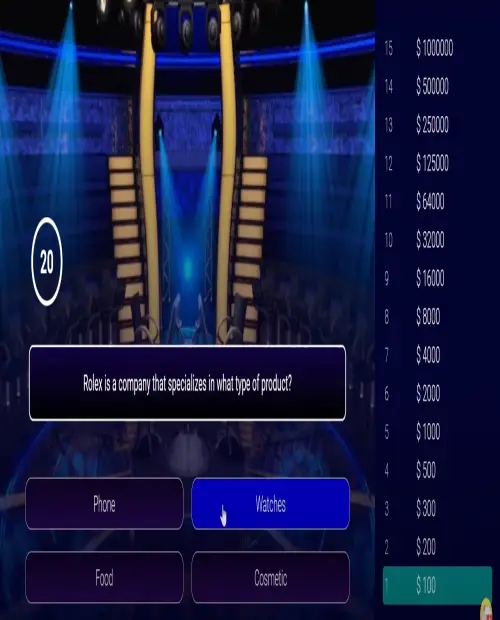 20
Rolex is a company that specializes in what type of product?
Phone
Watches
Food
Cosmetic
15 $ 1000000
14 $ 500000
13 $ 250000
12 $ 125000
11 $ 64000
10 $ 32000
9 $ 16000
8 $ 8000
7 $ 4000
6 $ 2000
5 $ 1000
4 $ 500
3 $ 300
2 $ 200
1 $ 100